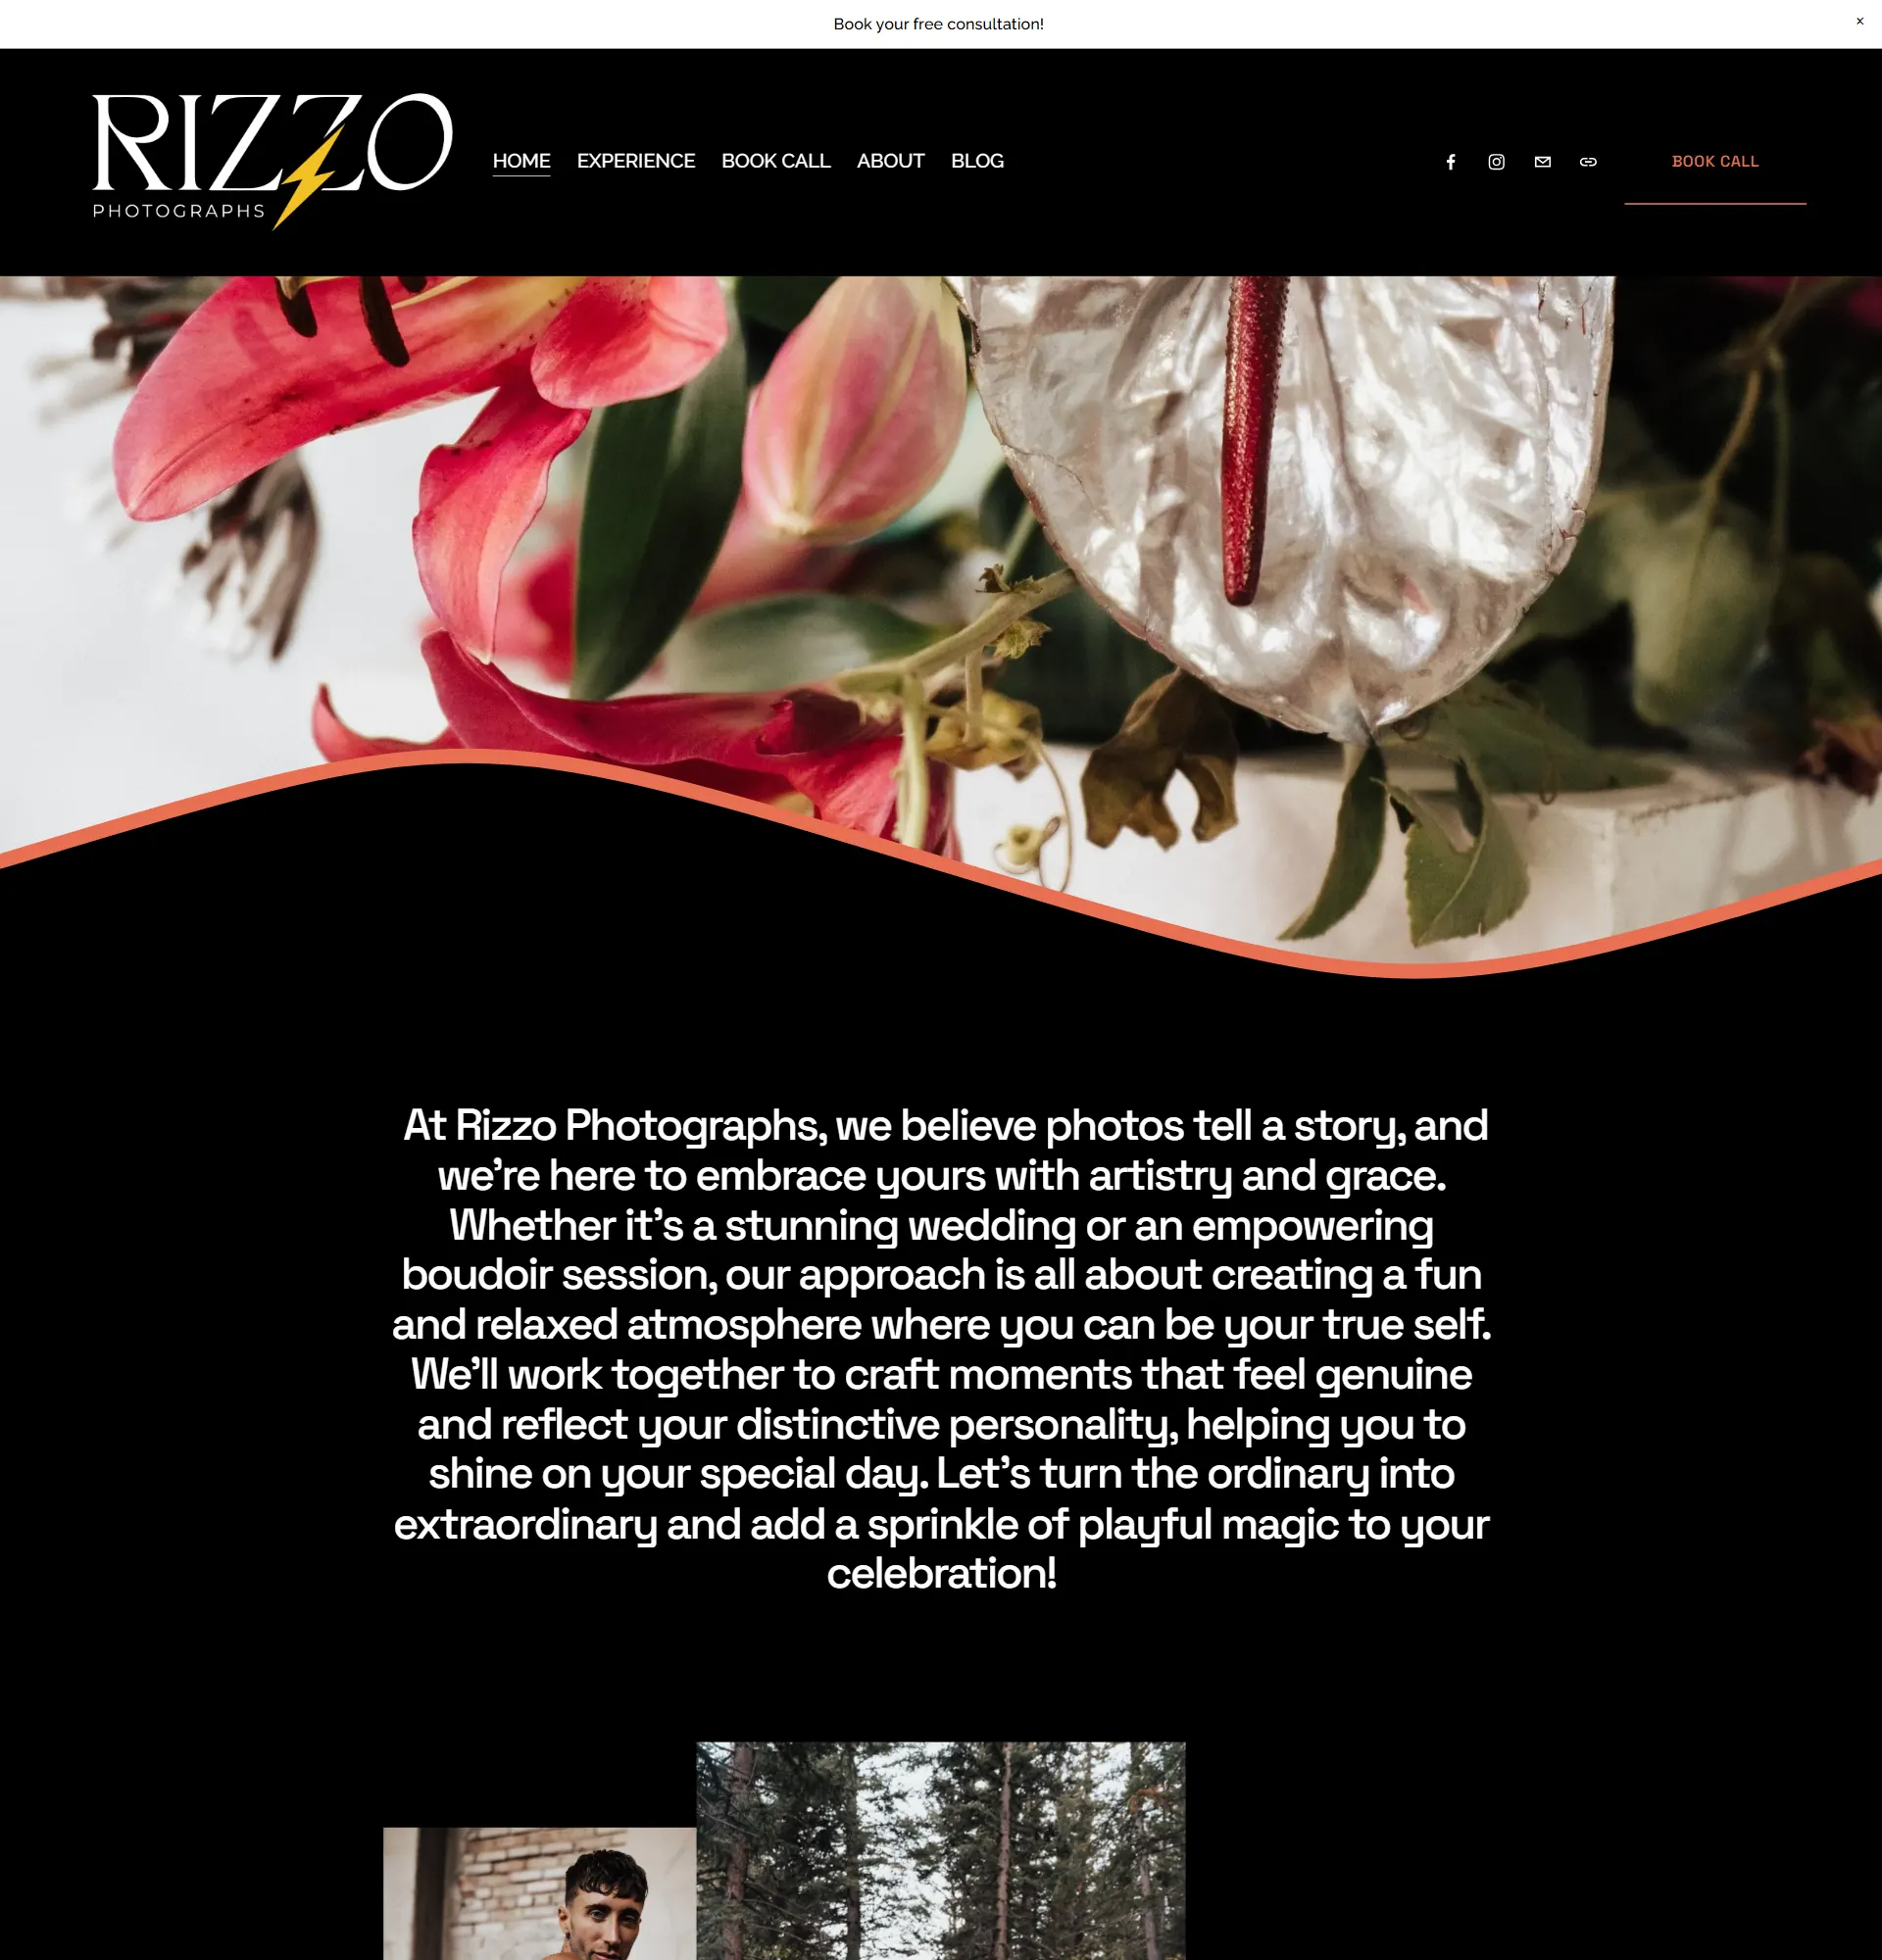 Book your free consultation!
RIZZO
PHOTOGRAPHS
HOME EXPERIENCE BOOK CALL ABOUT BLOG
BOOK CALL
At Rizzo Photographs, we believe photos tell a story, and
we’re here to embrace yours with artistry and grace.
Whether it’s a stunning wedding or an empowering
boudoir session, our approach is all about creating a fun
and relaxed atmosphere where you can be your true self.
We’ll work together to craft moments that feel genuine
and reflect your distinctive personality, helping you to
shine on your special day. Let’s turn the ordinary into
extraordinary and add a sprinkle of playful magic to your
celebration!